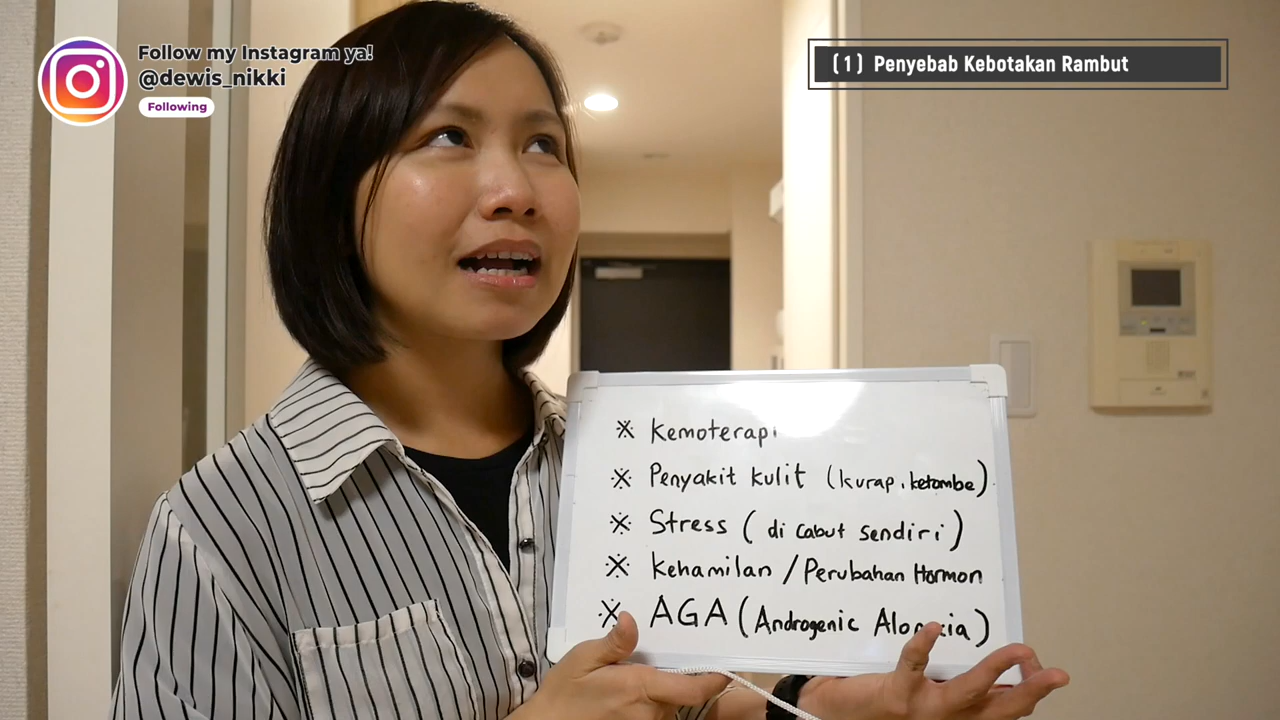 Follow my Instagram ya!
@dewis_nikki
Following
(1) Penyebab Kebotakan Rambut
※ Kemoterapi
※ Penyakit kulit (kurap, ketombe)
※ Stress (di cabut sendiri)
※ Kehamilan / Perubahan Hormon
※ AGA (Androgenic